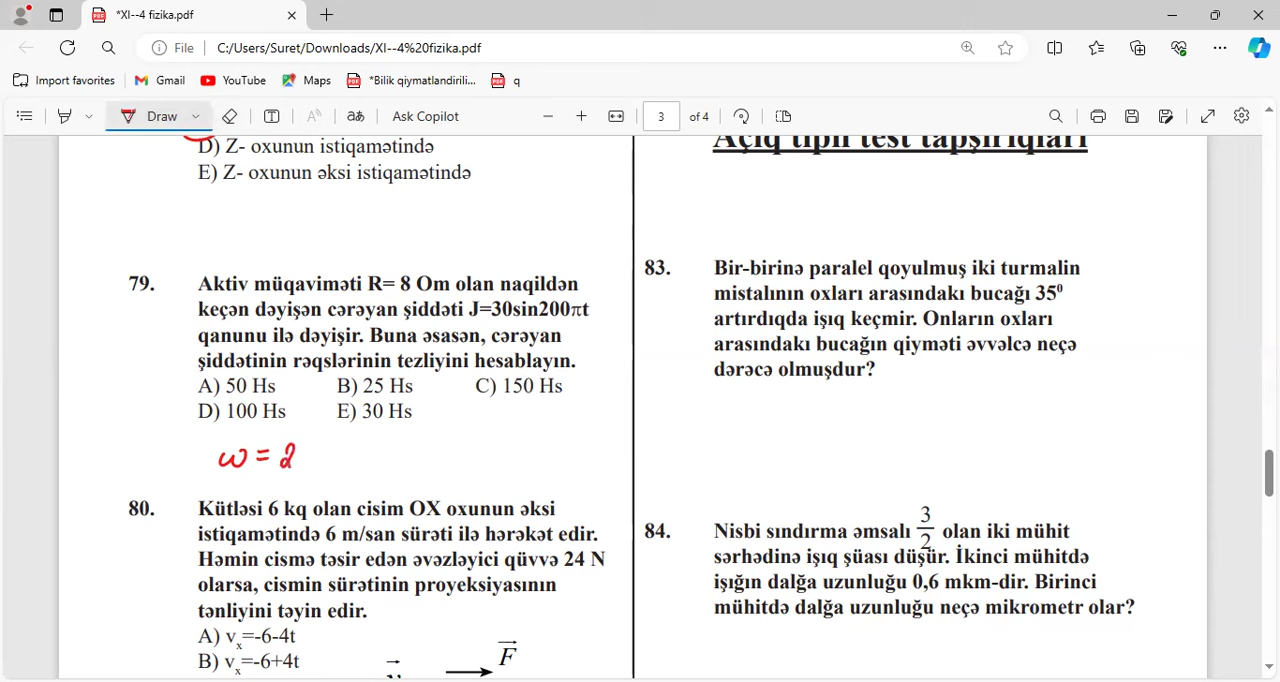 *XI--4 fizika.pdf
File
C:/Users/Suret/Downloads/XI--4%20fizika.pdf
Import favorites
Gmail
YouTube
Maps
*Bilik qiymatlandirili...
q
Draw
aあ
Ask Copilot
3
of 4
D) Z- oxunun istiqamətində
E) Z- oxunun əksi istiqamətində
79. Aktiv müqaviməti R= 8 Om olan naqildən
keçən dəyişən cərəyan şiddəti J=30sin200πt
qanunu ilə dəyişir. Buna əsasən, cərəyan
şiddətinin rəqslərinin tezliyini hesablayın.
A) 50 Hs B) 25 Hs C) 150 Hs
D) 100 Hs E) 30 Hs
ω = 2
80. Kütləsi 6 kq olan cisim OX oxunun əksi
istiqamətində 6 m/san sürəti ilə hərəkət edir.
Həmin cismə təsir edən əvəzləyici qüvvə 24 N
olarsa, cismin sürətinin proyeksiyasının
tənliyini təyin edir.
A) vₓ=-6-4t
B) vₓ=-6+4t
F
Açıq tipli test tapşırıqları
83. Bir-birinə paralel qoyulmuş iki turmalin
mistalının oxları arasındakı bucağı 35⁰
artırdıqda işıq keçmir. Onların oxları
arasındakı bucağın qiyməti əvvəlcə neçə
dərəcə olmuşdur?
84. Nisbi sındırma əmsalı 3/2 olan iki mühit
sərhədinə işıq şüası düşür. İkinci mühitdə
işığın dalğa uzunluğu 0,6 mkm-dir. Birinci
mühitdə dalğa uzunluğu neçə mikrometr olar?